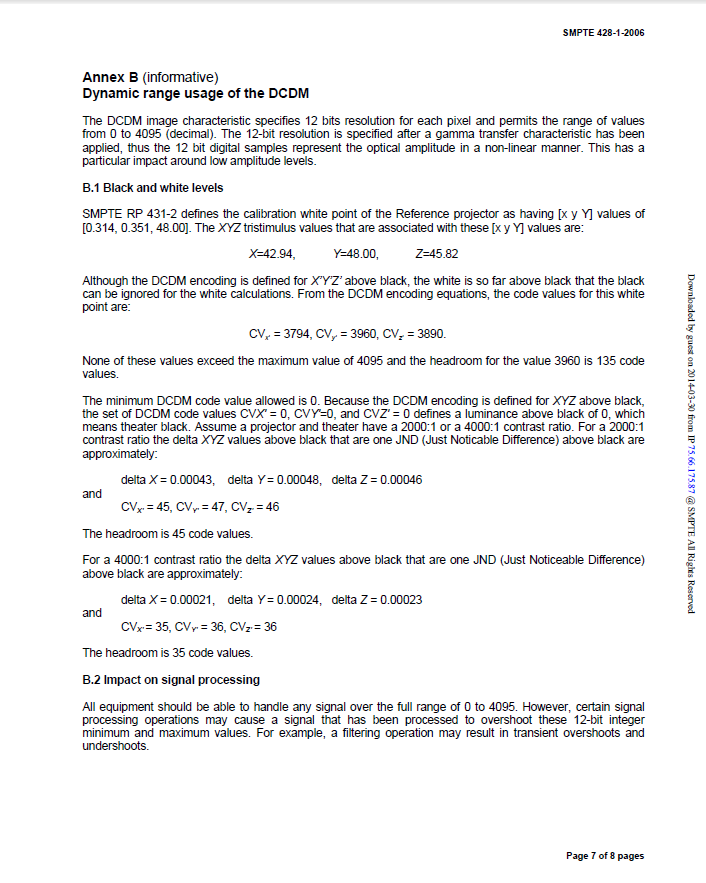 SMPTE 428-1-2006
Annex B (informative)
Dynamic range usage of the DCDM
The DCDM image characteristic specifies 12 bits resolution for each pixel and permits the range of values
from 0 to 4095 (decimal). The 12-bit resolution is specified after a gamma transfer characteristic has been
applied, thus the 12 bit digital samples represent the optical amplitude in a non-linear manner. This has a
particular impact around low amplitude levels.
B.1 Black and white levels
SMPTE RP 431-2 defines the calibration white point of the Reference projector as having [x y Y] values of
[0.314, 0.351, 48.00]. The XYZ tristimulus values that are associated with these [x y Y] values are:
X=42.94, Y=48.00, Z=45.82
Although the DCDM encoding is defined for X'Y'Z' above black, the white is so far above black that the black
can be ignored for the white calculations. From the DCDM encoding equations, the code values for this white
point are:
CVX' = 3794, CVY' = 3960, CVZ' = 3890.
None of these values exceed the maximum value of 4095 and the headroom for the value 3960 is 135 code
values.
The minimum DCDM code value allowed is 0. Because the DCDM encoding is defined for XYZ above black,
the set of DCDM code values CVX' = 0, CVY'=0, and CVZ' = 0 defines a luminance above black of 0, which
means theater black. Assume a projector and theater have a 2000:1 or a 4000:1 contrast ratio. For a 2000:1
contrast ratio the delta XYZ values above black that are one JND (Just Noticable Difference) above black are
approximately:
delta X = 0.00043, delta Y = 0.00048, delta Z = 0.00046
and
CVX' = 45, CVY' = 47, CVZ' = 46
The headroom is 45 code values.
For a 4000:1 contrast ratio the delta XYZ values above black that are one JND (Just Noticeable Difference)
above black are approximately:
delta X = 0.00021, delta Y = 0.00024, delta Z = 0.00023
and
CVX' = 35, CVY' = 36, CVZ' = 36
The headroom is 35 code values.
B.2 Impact on signal processing
All equipment should be able to handle any signal over the full range of 0 to 4095. However, certain signal
processing operations may cause a signal that has been processed to overshoot these 12-bit integer
minimum and maximum values. For example, a filtering operation may result in transient overshoots and
undershoots.
Page 7 of 8 pages
Downloaded by guest on 2014-03-30 from IP 75.66.175.87 @ SMPTE All Rights Reserved